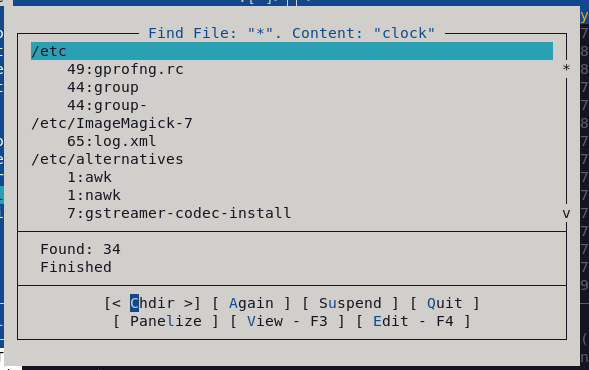 Find File: "*". Content: "clock"
/etc
49:gprofng.rc
44:group
44:group-
/etc/ImageMagick-7
65:log.xml
/etc/alternatives
1:awk
1:nawk
7:gstreamer-codec-install
Found: 34
Finished
[< Chdir >] [ Again ] [ Suspend ] [ Quit ]
[ Panelize ] [ View - F3 ] [ Edit - F4 ]